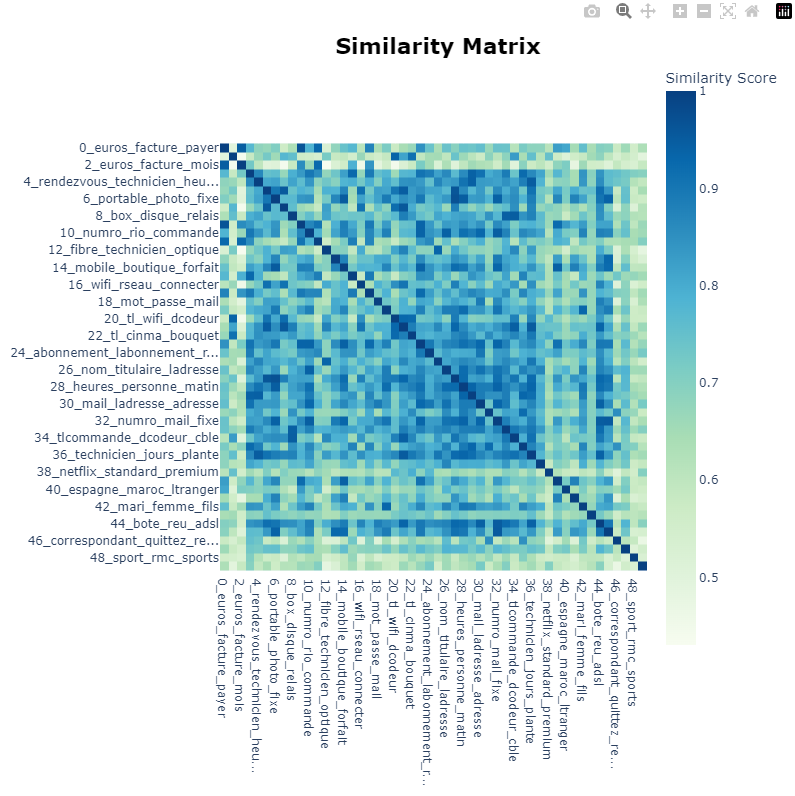 Similarity Matrix
Similarity Score
1
0.9
0.8
0.7
0.6
0.5
0_euros_facture_payer
2_euros_facture_mois
4_rendezvous_technicien_heu...
6_portable_photo_fixe
8_box_disque_relais
10_numro_rio_commande
12_fibre_technicien_optique
14_mobile_boutique_forfait
16_wifi_rseau_connecter
18_mot_passe_mail
20_tl_wifi_dcodeur
22_tl_cinma_bouquet
24_abonnement_labonnement_r...
26_nom_titulaire_ladresse
28_heures_personne_matin
30_mail_ladresse_adresse
32_numro_mail_fixe
34_tlcommande_dcodeur_cble
36_technicien_jours_plante
38_netflix_standard_premium
40_espagne_maroc_ltranger
42_mari_femme_fils
44_bote_reu_adsl
46_correspondant_quittez_re...
48_sport_rmc_sports
0_euros_facture_payer
2_euros_facture_mois
4_rendezvous_technicien_heu...
6_portable_photo_fixe
8_box_disque_relais
10_numro_rio_commande
12_fibre_technicien_optique
14_mobile_boutique_forfait
16_wifi_rseau_connecter
18_mot_passe_mail
20_tl_wifi_dcodeur
22_tl_cinma_bouquet
24_abonnement_labonnement_r...
26_nom_titulaire_ladresse
28_heures_personne_matin
30_mail_ladresse_adresse
32_numro_mail_fixe
34_tlcommande_dcodeur_cble
36_technicien_jours_plante
38_netflix_standard_premium
40_espagne_maroc_ltranger
42_mari_femme_fils
44_bote_reu_adsl
46_correspondant_quittez_re...
48_sport_rmc_sports